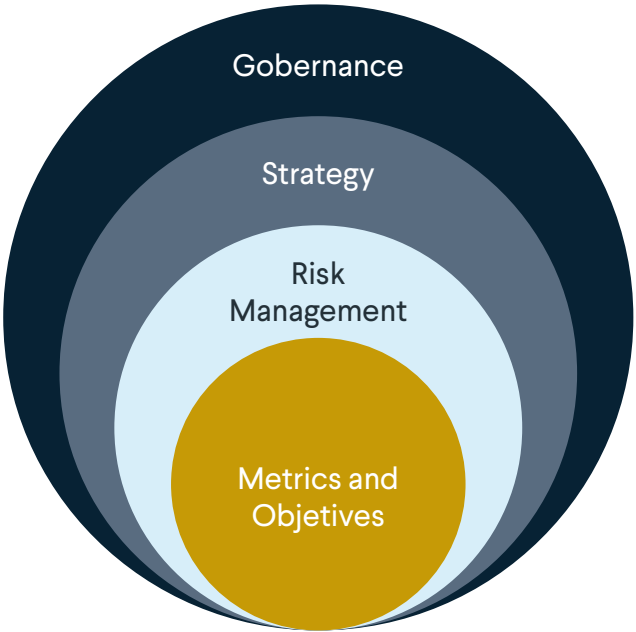 Gobernance
Strategy
Risk
Management
Metrics and
Objetives